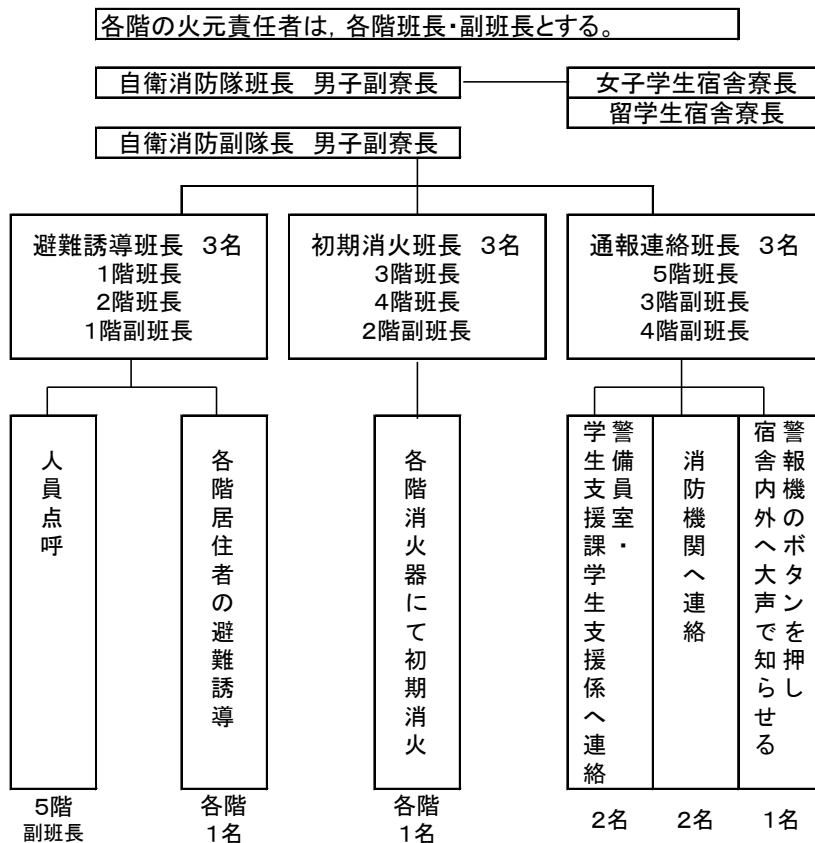 各階の火元責任者は，各階班長・副班長とする。
自衛消防隊班長　男子副寮長
女子学生宿舎寮長
留学生宿舎寮長
自衛消防副隊長　男子副寮長
避難誘導班長　3名
1階班長
2階班長
1階副班長
初期消火班長　3名
3階班長
4階班長
2階副班長
通報連絡班長　3名
5階班長
3階副班長
4階副班長
人員点呼
各階居住者の避難誘導
各階消火器にて初期消火
警備員室・
学生支援課学生支援係へ連絡
消防機関へ連絡
警報機のボタンを押し
宿舎内外へ大声で知らせる
5階
副班長
各階
1名
各階
1名
2名
2名
1名